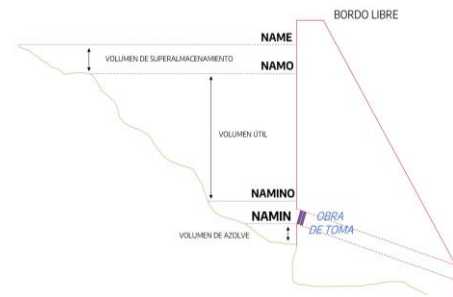 BORDO LIBRE
NAME
VOLUMEN DE SUPERALMACENAMIENTO
NAMO
VOLUMEN ÚTIL
NAMINO
NAMIN
OBRA
DE TOMA
VOLUMEN DE AZOLVE